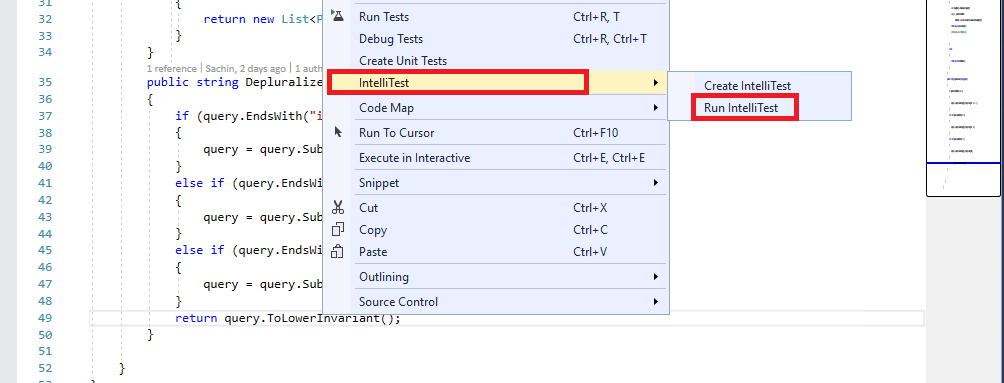 31 {
32 return new List<P
33 }
34 }
1 reference | Sachin, 2 days ago | 1 auth
35 public string Depluralize
36 {
37 if (query.EndsWith("i
38 {
39 query = query.Sub
40 }
41 else if (query.EndsWi
42 {
43 query = query.Sub
44 }
45 else if (query.EndsWi
46 {
47 query = query.Sub
48 }
49 return query.ToLowerInvariant();
50 }
51
52 }
53 }
Run Tests Ctrl+R, T
Debug Tests Ctrl+R, Ctrl+T
Create Unit Tests
IntelliTest
Code Map
Run To Cursor Ctrl+F10
Execute in Interactive Ctrl+E, Ctrl+E
Snippet
Cut Ctrl+X
Copy Ctrl+C
Paste Ctrl+V
Outlining
Source Control
Create IntelliTest
Run IntelliTest